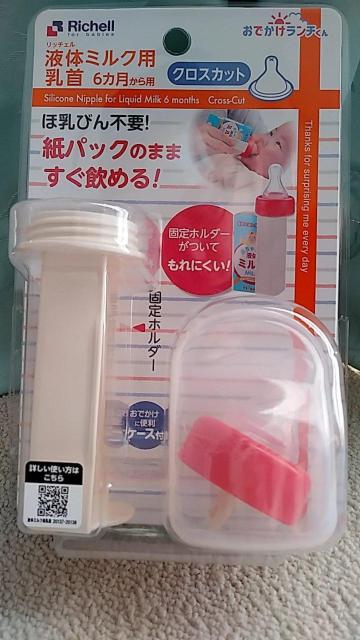 Richell
for babies
おでかけランチくん
リッチェル
液体ミルク用
乳首 6カ月から用
クロスカット
Silicone Nipple for Liquid Milk 6 months Cross-Cut
ほ乳びん不要!
紙パックのまま
すぐ飲める!
Thanks for surprising me every day
固定ホルダー
がついて
もれにくい!
固定ホルダー
おでかけ
に便利
ケース付
詳しい使い方は
こちら